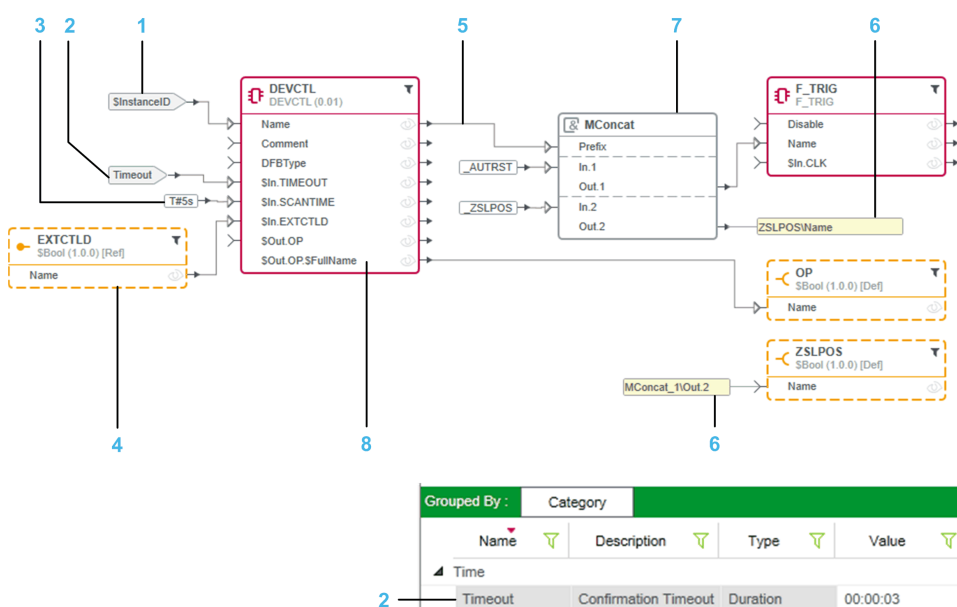 3 2 1 5 7 6
$InstanceID
Timeout
T#5s
EXTCTLD
$Bool (1.0.0) [Ref]
Name
DEVCTL
DEVCTL (0.01)
Name
Comment
DFBType
$In.TIMEOUT
$In.SCANTIME
$In.EXTCTLD
$Out.OP
$Out.OP.$FullName
_AUTRST
_ZSLPOS
& MConcat
Prefix
In.1
Out.1
In.2
Out.2
F_TRIG
F_TRIG
Disable
Name
$In.CLK
ZSLPOS\Name
OP
$Bool (1.0.0) [Def]
Name
ZSLPOS
$Bool (1.0.0) [Def]
Name
MConcat_1\Out.2
4 8 6
Grouped By : Category
Name Description Type Value
Time
2 Timeout Confirmation Timeout Duration 00:00:03